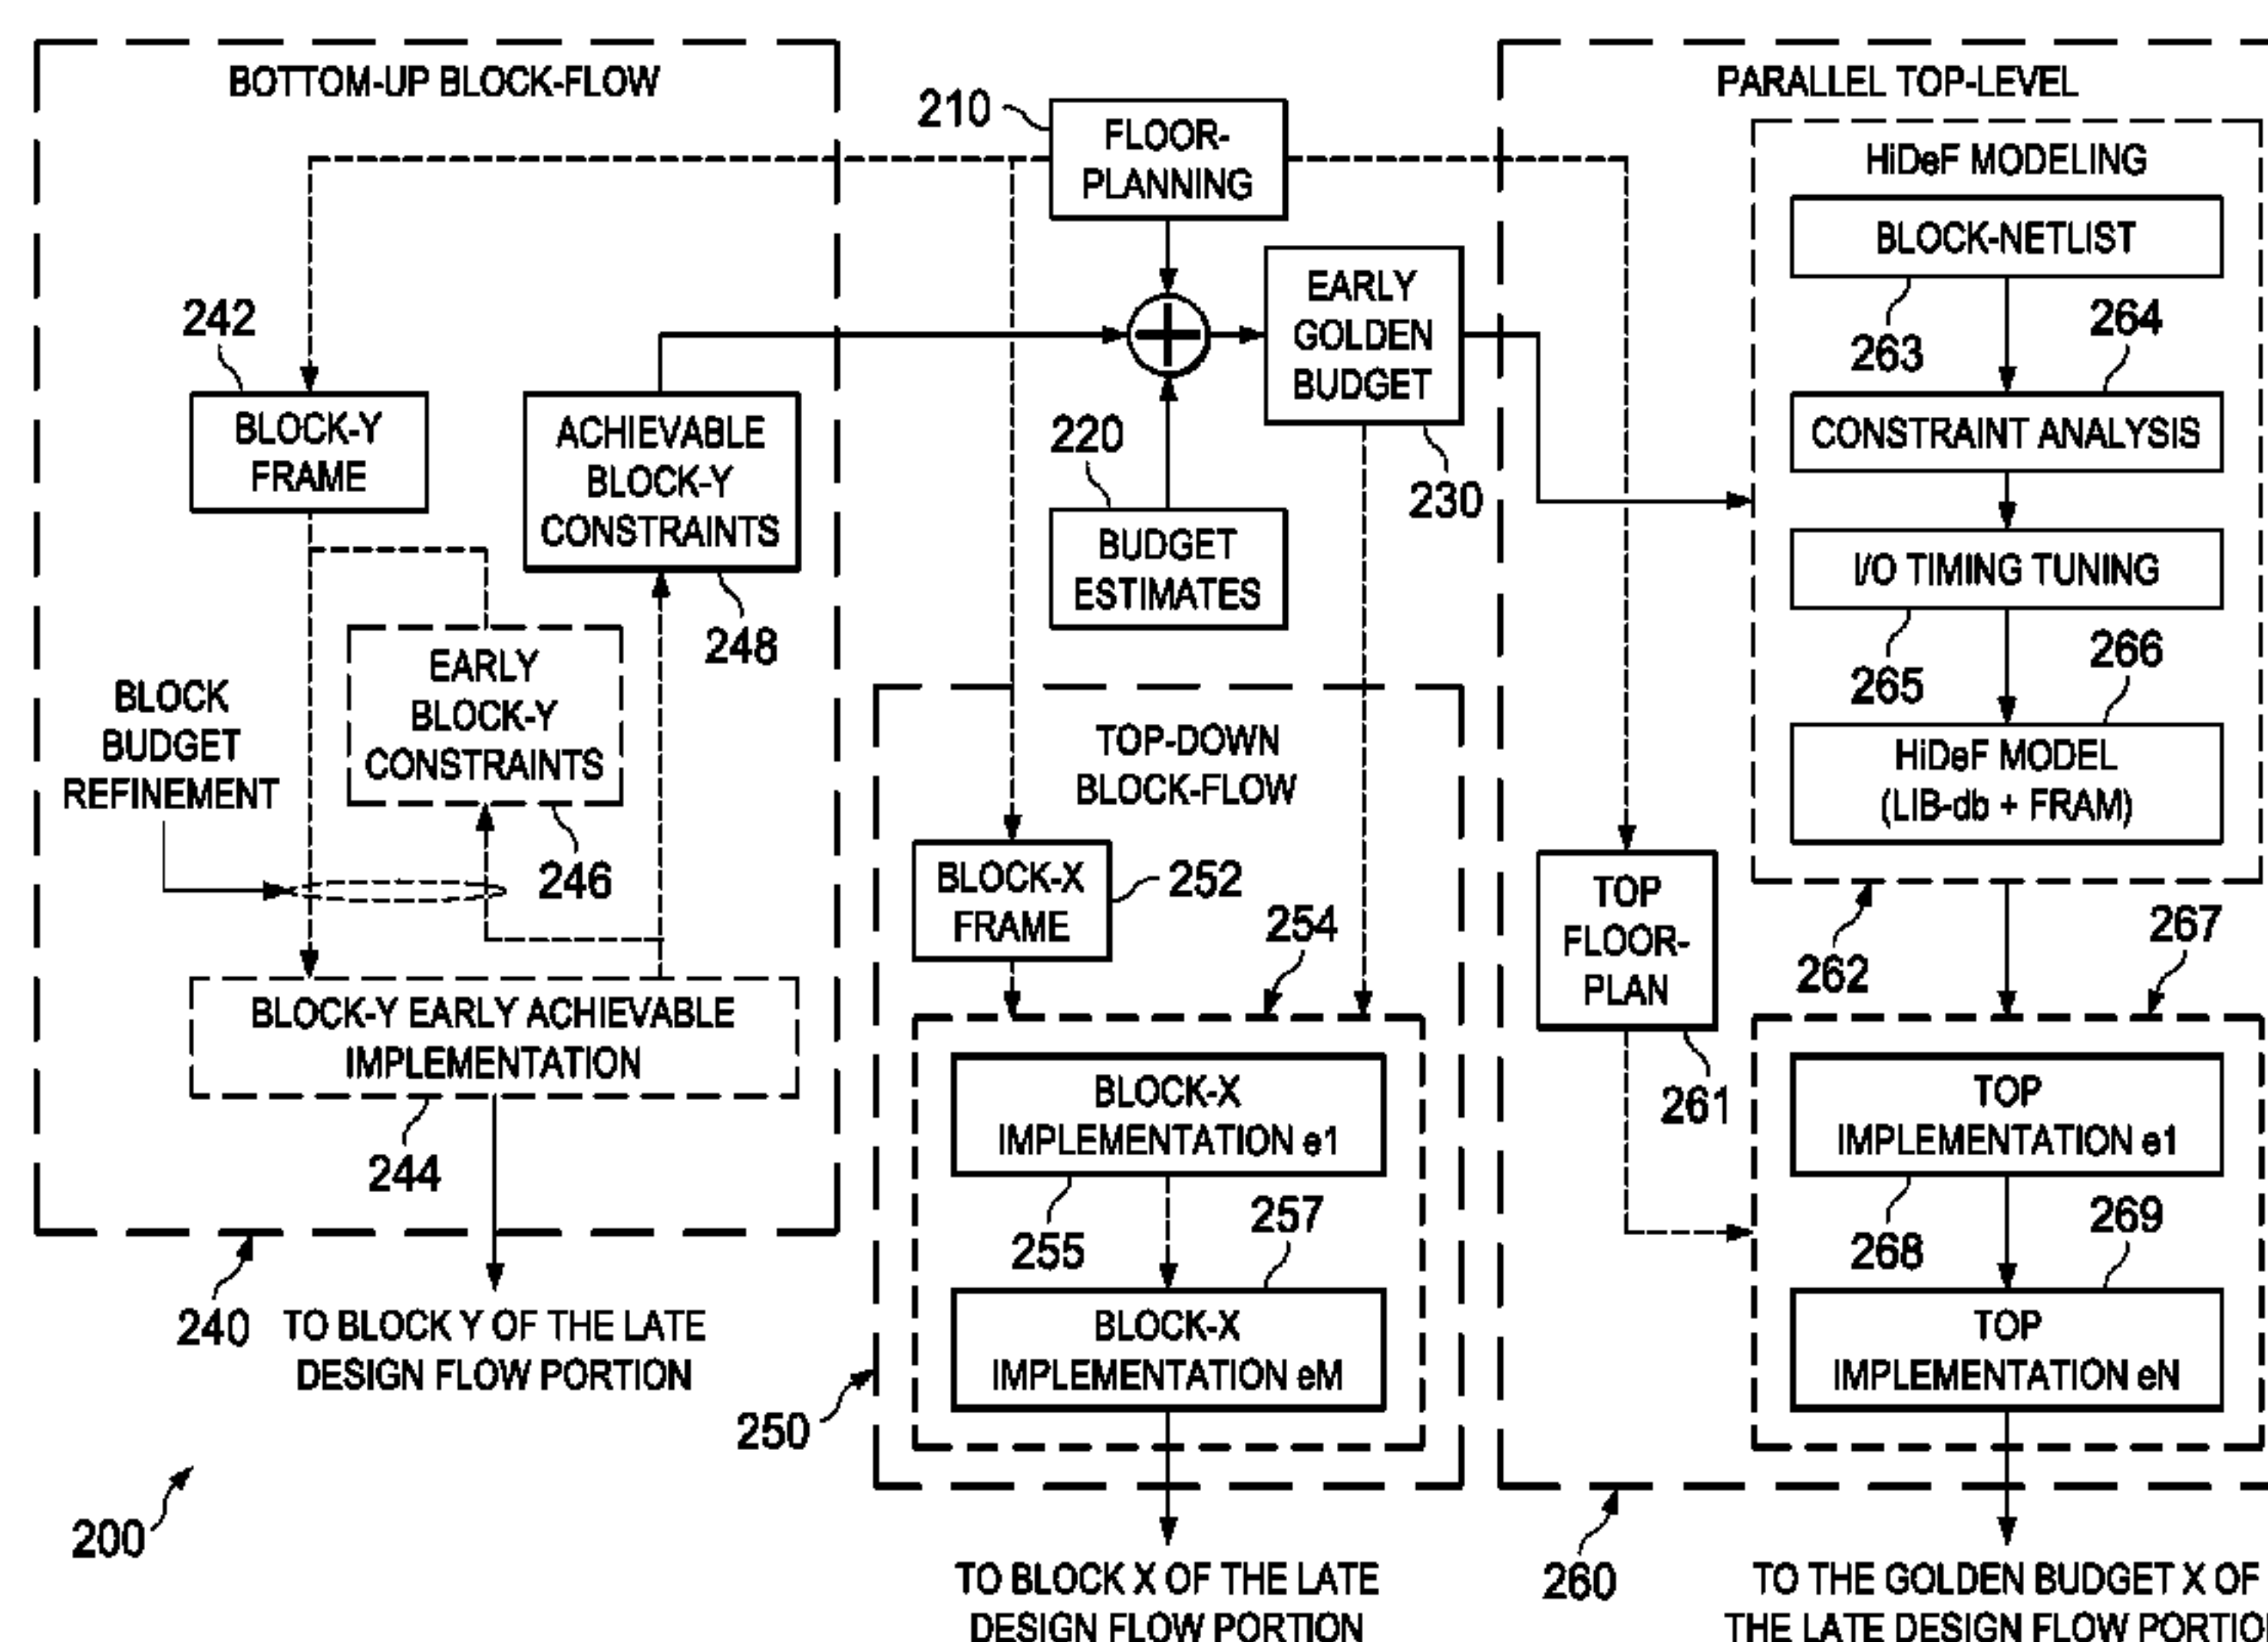 BOTTOM-UP BLOCK-FLOW
242
BLOCK-Y
FRAME
ACHIEVABLE
BLOCK-Y
CONSTRAINTS
248
EARLY
BLOCK-Y
CONSTRAINTS
246
BLOCK
BUDGET
REFINEMENT
BLOCK-Y EARLY ACHIEVABLE
IMPLEMENTATION
244
240
TO BLOCK Y OF THE LATE
DESIGN FLOW PORTION
200
210
FLOOR-
PLANNING
+
EARLY
GOLDEN
BUDGET
230
220
BUDGET
ESTIMATES
TOP-DOWN
BLOCK-FLOW
BLOCK-X
FRAME
252
254
BLOCK-X
IMPLEMENTATION e1
255
257
BLOCK-X
IMPLEMENTATION eM
250
TO BLOCK X OF THE LATE
DESIGN FLOW PORTION
PARALLEL TOP-LEVEL
HiDeF MODELING
BLOCK-NETLIST
263
264
CONSTRAINT ANALYSIS
I/O TIMING TUNING
265
266
HiDeF MODEL
(LIB-db + FRAM)
262
267
TOP
FLOOR-
PLAN
261
TOP
IMPLEMENTATION e1
268
269
TOP
IMPLEMENTATION eN
260
TO THE GOLDEN BUDGET X OF
THE LATE DESIGN FLOW